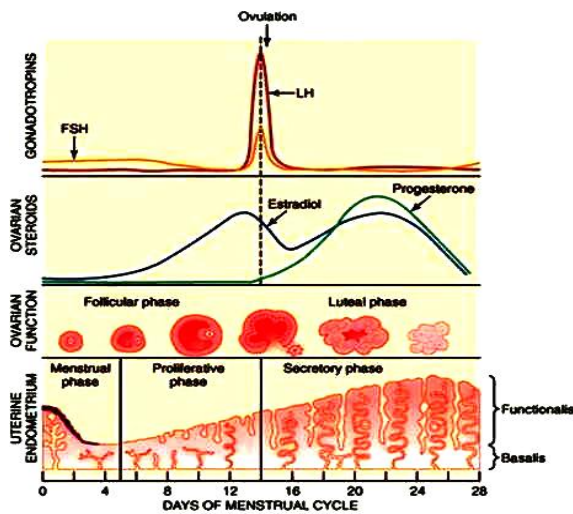 Ovulation
GONADOTROPINS
LH
FSH
OVARIAN
STEROIDS
Progesterone
Estradiol
OVARIAN
FUNCTION
Follicular phase
Luteal phase
UTERINE
ENDOMETRIUM
Menstrual
phase
Proliferative
phase
Secretory phase
Functionalis
Basalis
0 4 8 12 14 16 20 24 28
DAYS OF MENSTRUAL CYCLE